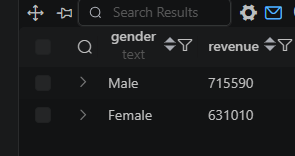 Search Results
gender revenue
text
Male 715590
Female 631010